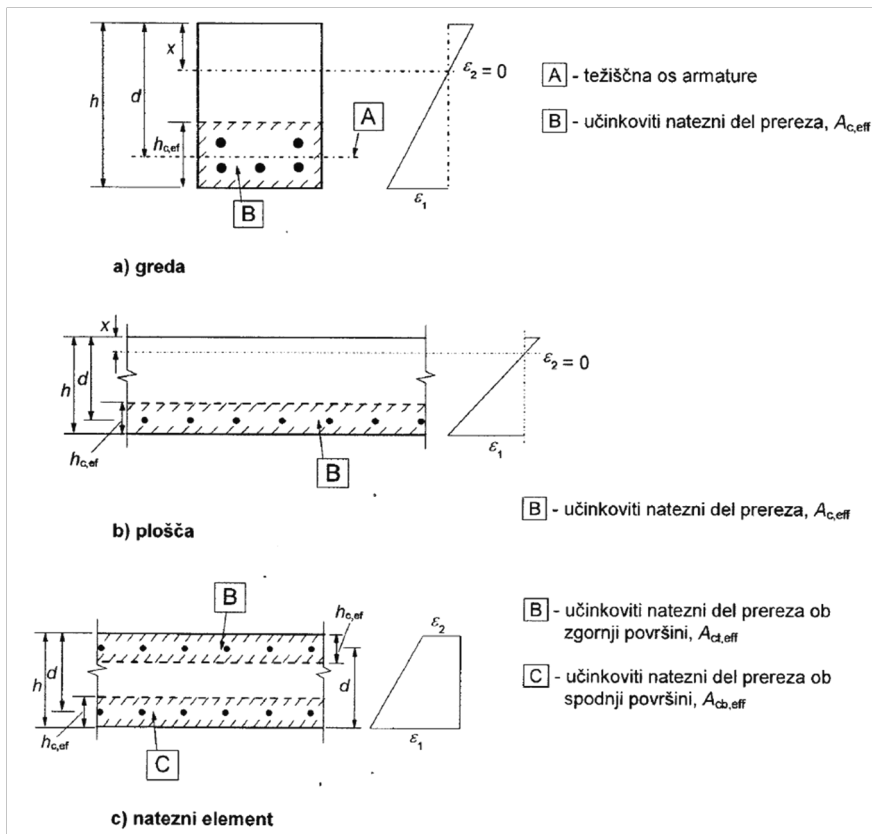 x
h
d
h_c,ef
A
B
ε₂ = 0
ε₁
A - težiščna os armature
B - učinkoviti natezni del prereza, A_c,eff
a) greda
x
h
d
h_c,ef
B
ε₂ = 0
ε₁
b) plošča
B - učinkoviti natezni del prereza, A_c,eff
B
h_c,ef
h
d
d
h_c,ef
C
ε₂
ε₁
B - učinkoviti natezni del prereza ob
zgornji površini, A_ct,eff
C - učinkoviti natezni del prereza ob
spodnji površini, A_cb,eff
c) natezni element